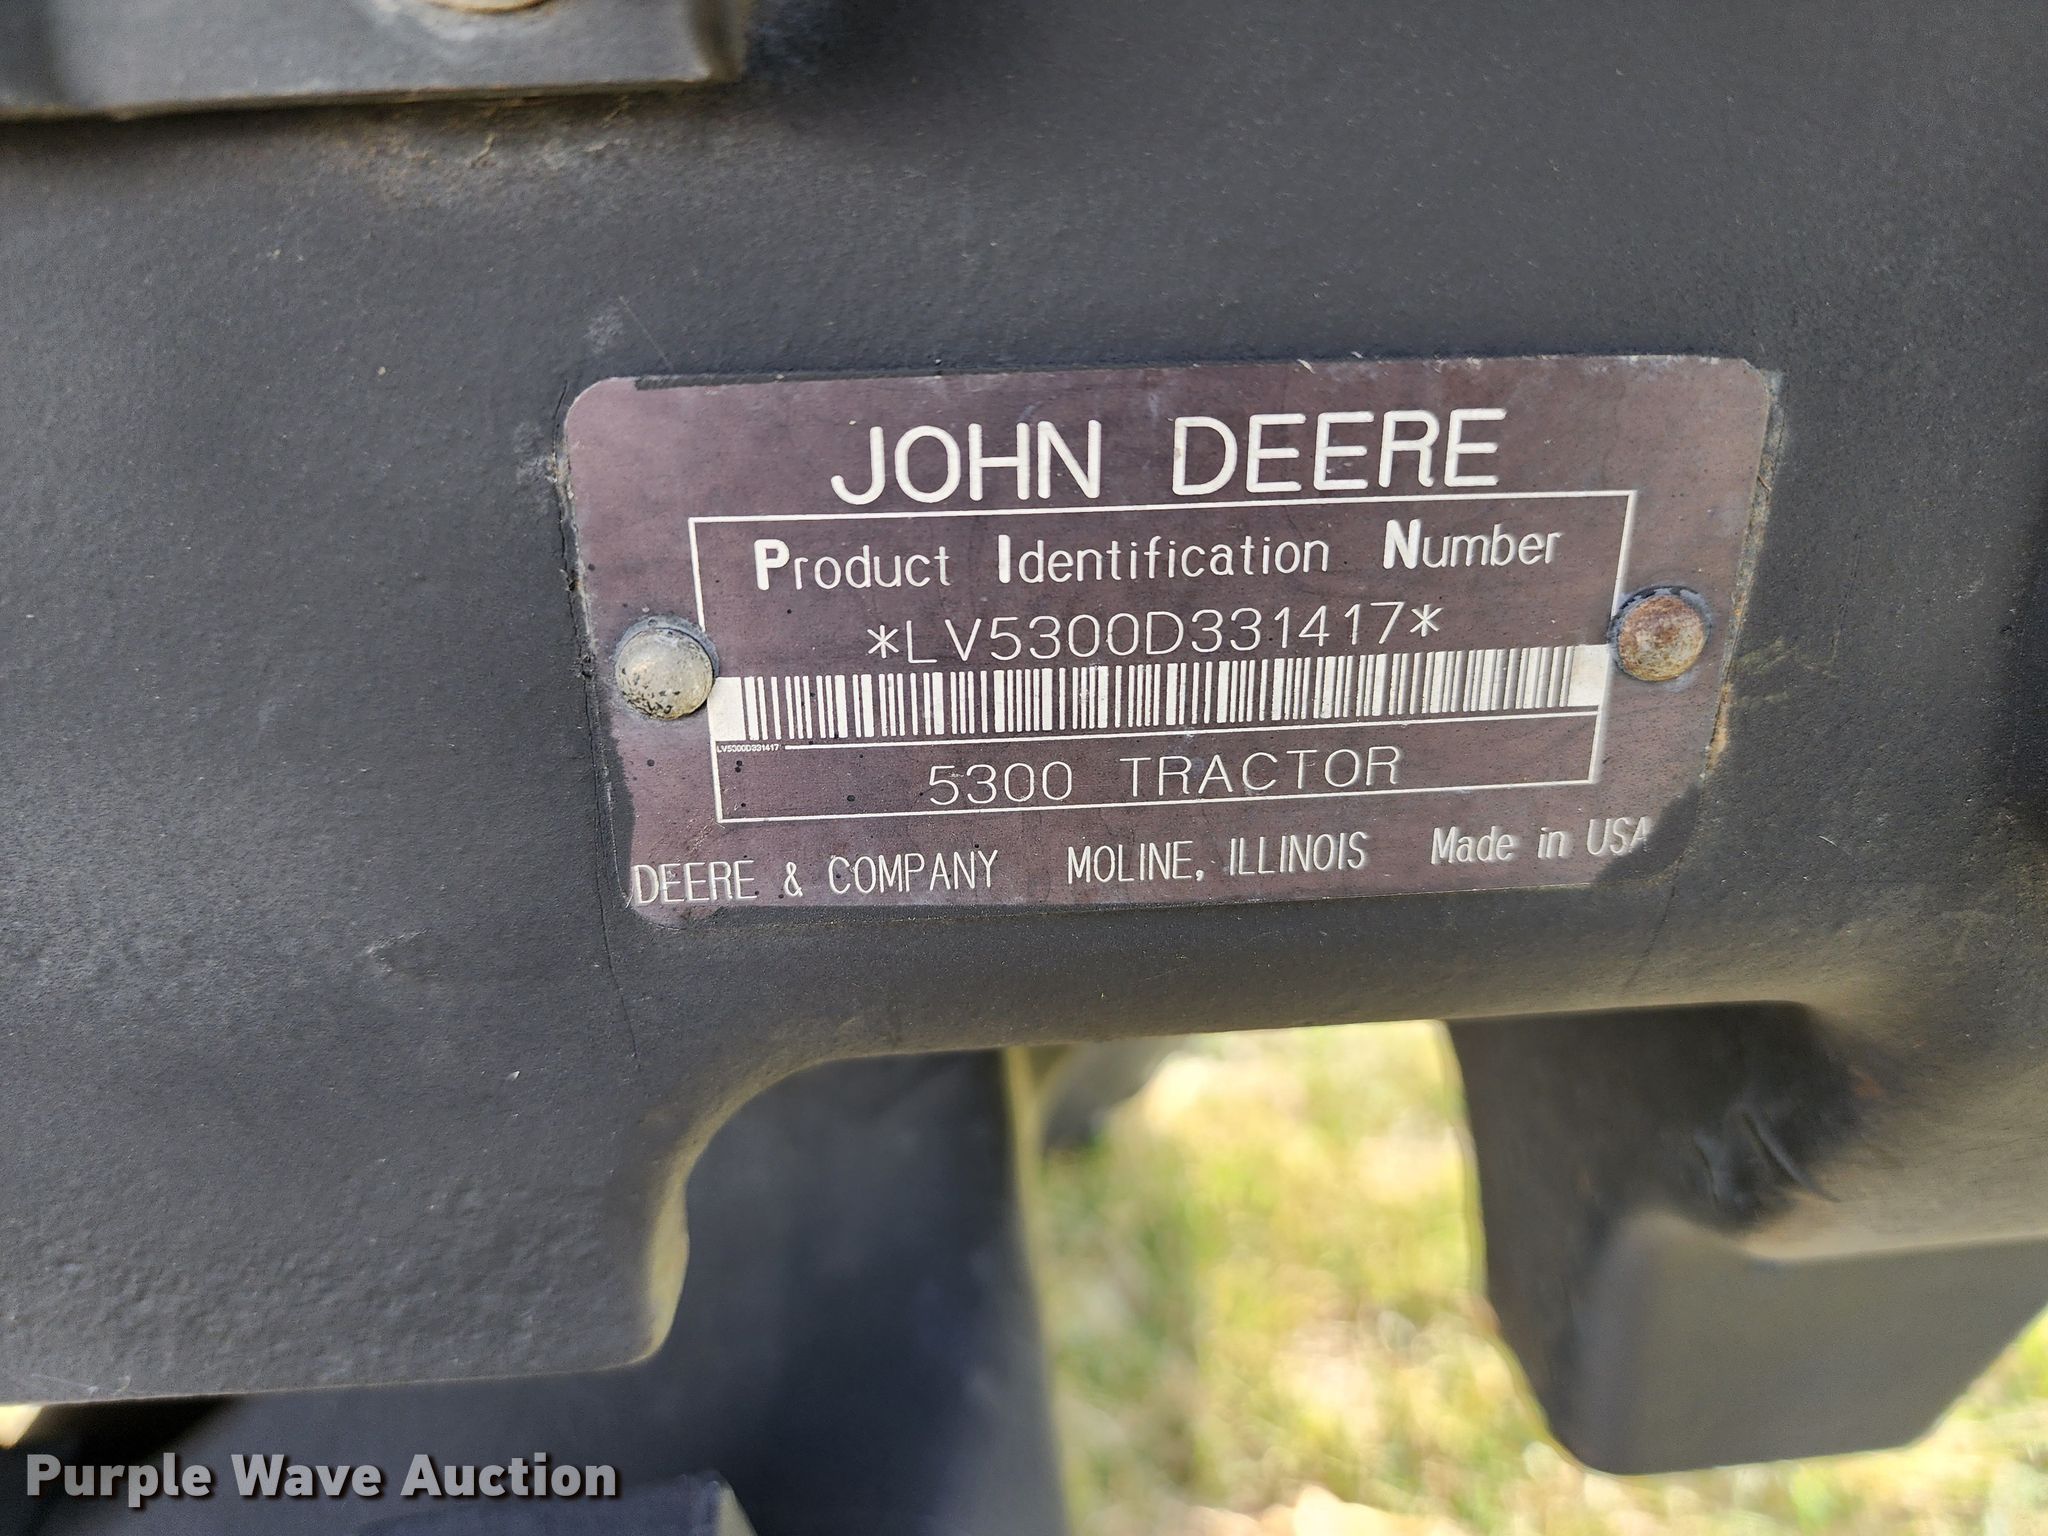 JOHN DEERE
Product Identification Number
*LV5300D331417*
LV5300D331417
5300 TRACTOR
DEERE & COMPANY MOLINE, ILLINOIS Made in USA
Purple Wave Auction